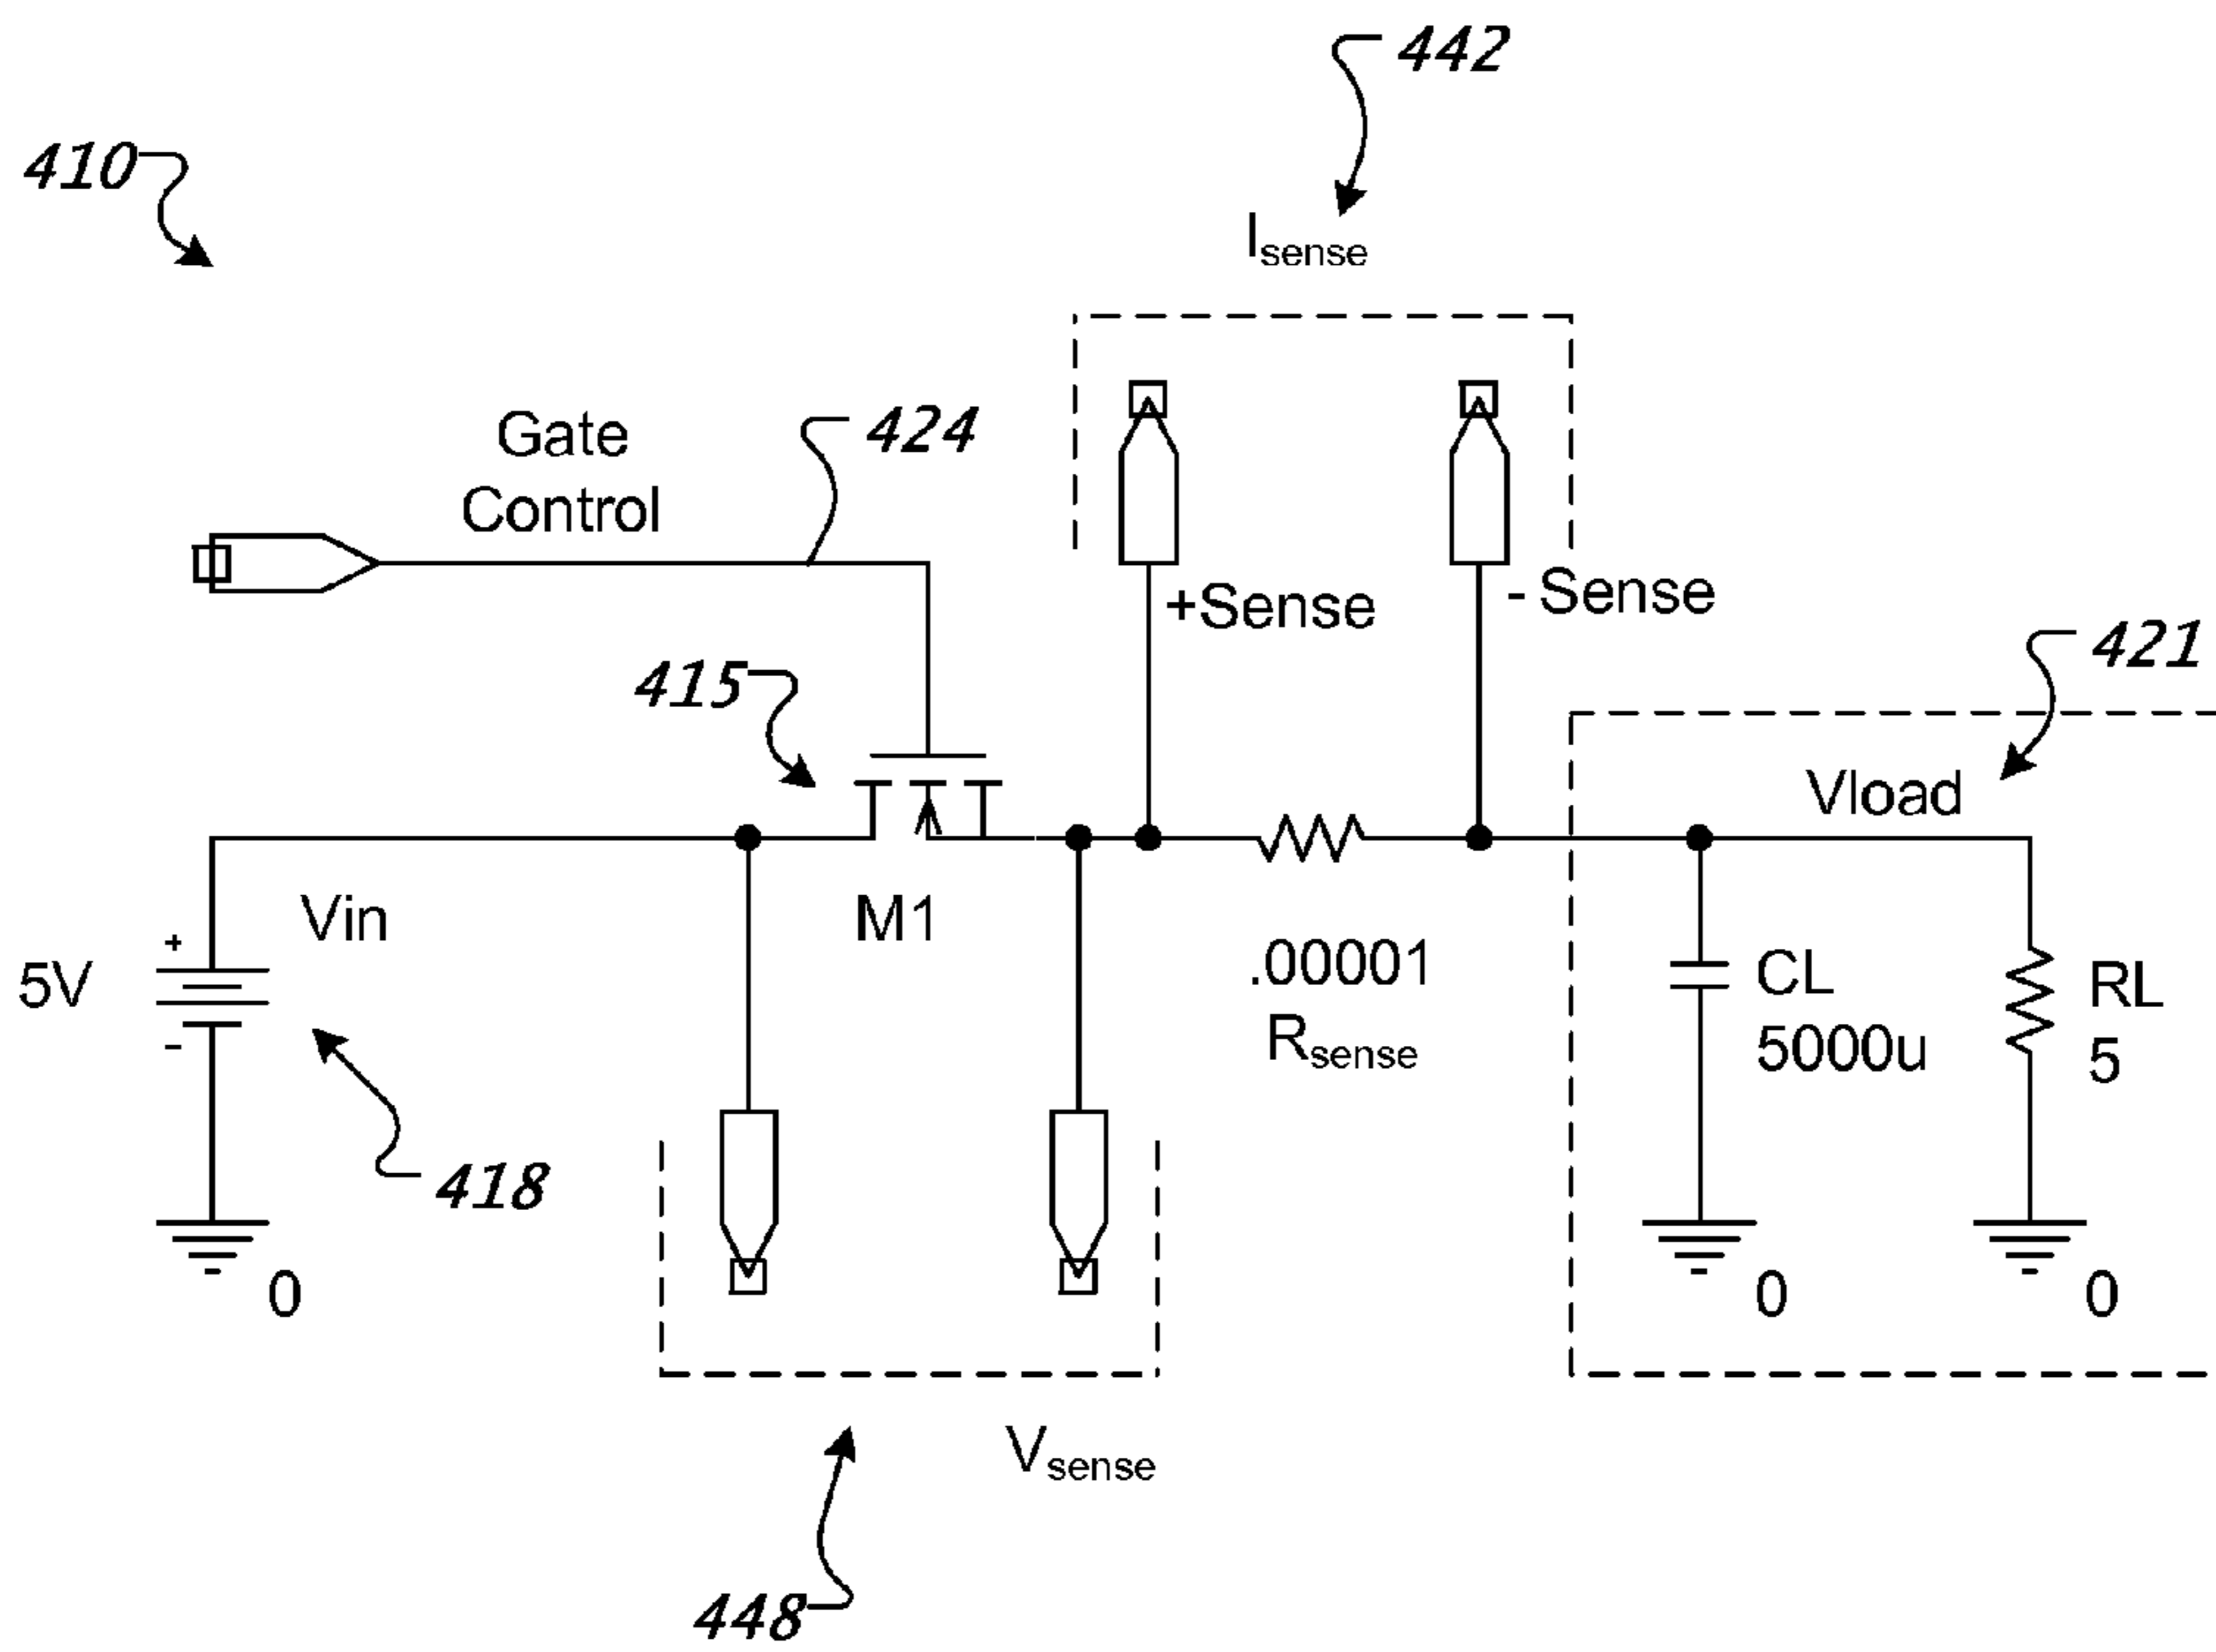 442
410
Isense
Gate
Control
424
+Sense
- Sense
415
421
Vload
Vin
M1
+
5V
-
.00001
Rsense
CL
5000u
RL
5
418
0
0
0
Vsense
448